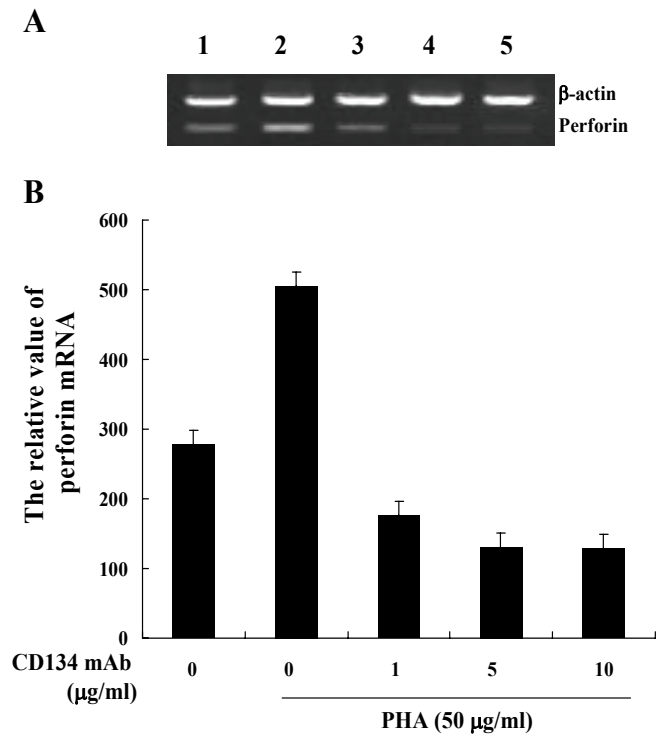 A
1 2 3 4 5
β-actin
Perforin
B
The relative value of
perforin mRNA
600
500
400
300
200
100
0
CD134 mAb
(μg/ml)
0 0 1 5 10
PHA (50 μg/ml)